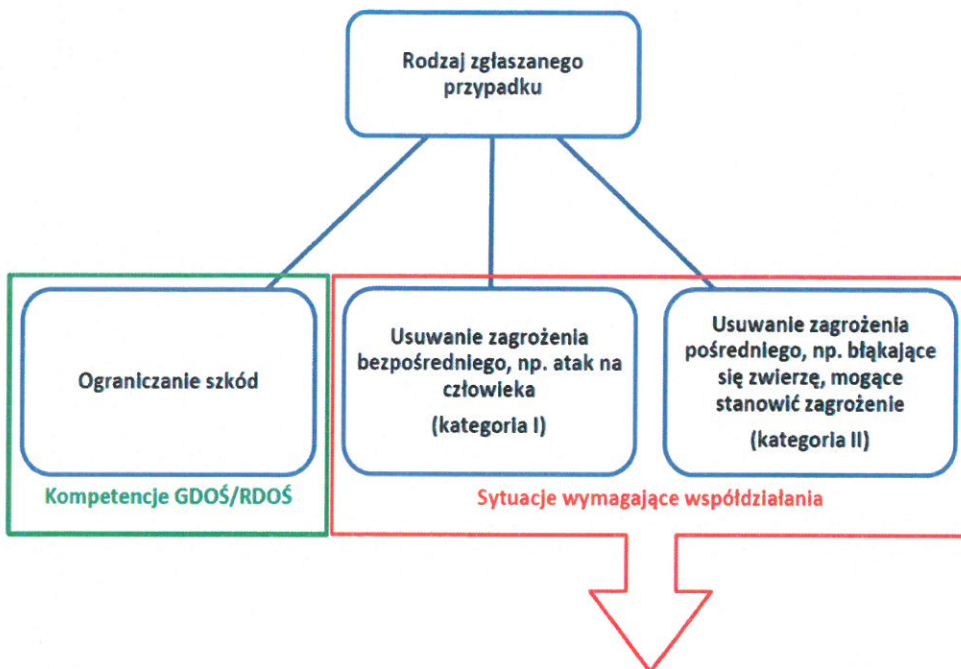 Rodzaj zgłaszanego
przypadku
Ograniczanie szkód
Usuwanie zagrożenia
bezpośredniego, np. atak na
człowieka
(kategoria I)
Usuwanie zagrożenia
pośredniego, np. błąkające
się zwierzę, mogące
stanowić zagrożenie
(kategoria II)
Kompetencje GDOŚ/RDOŚ
Sytuacje wymagające współdziałania